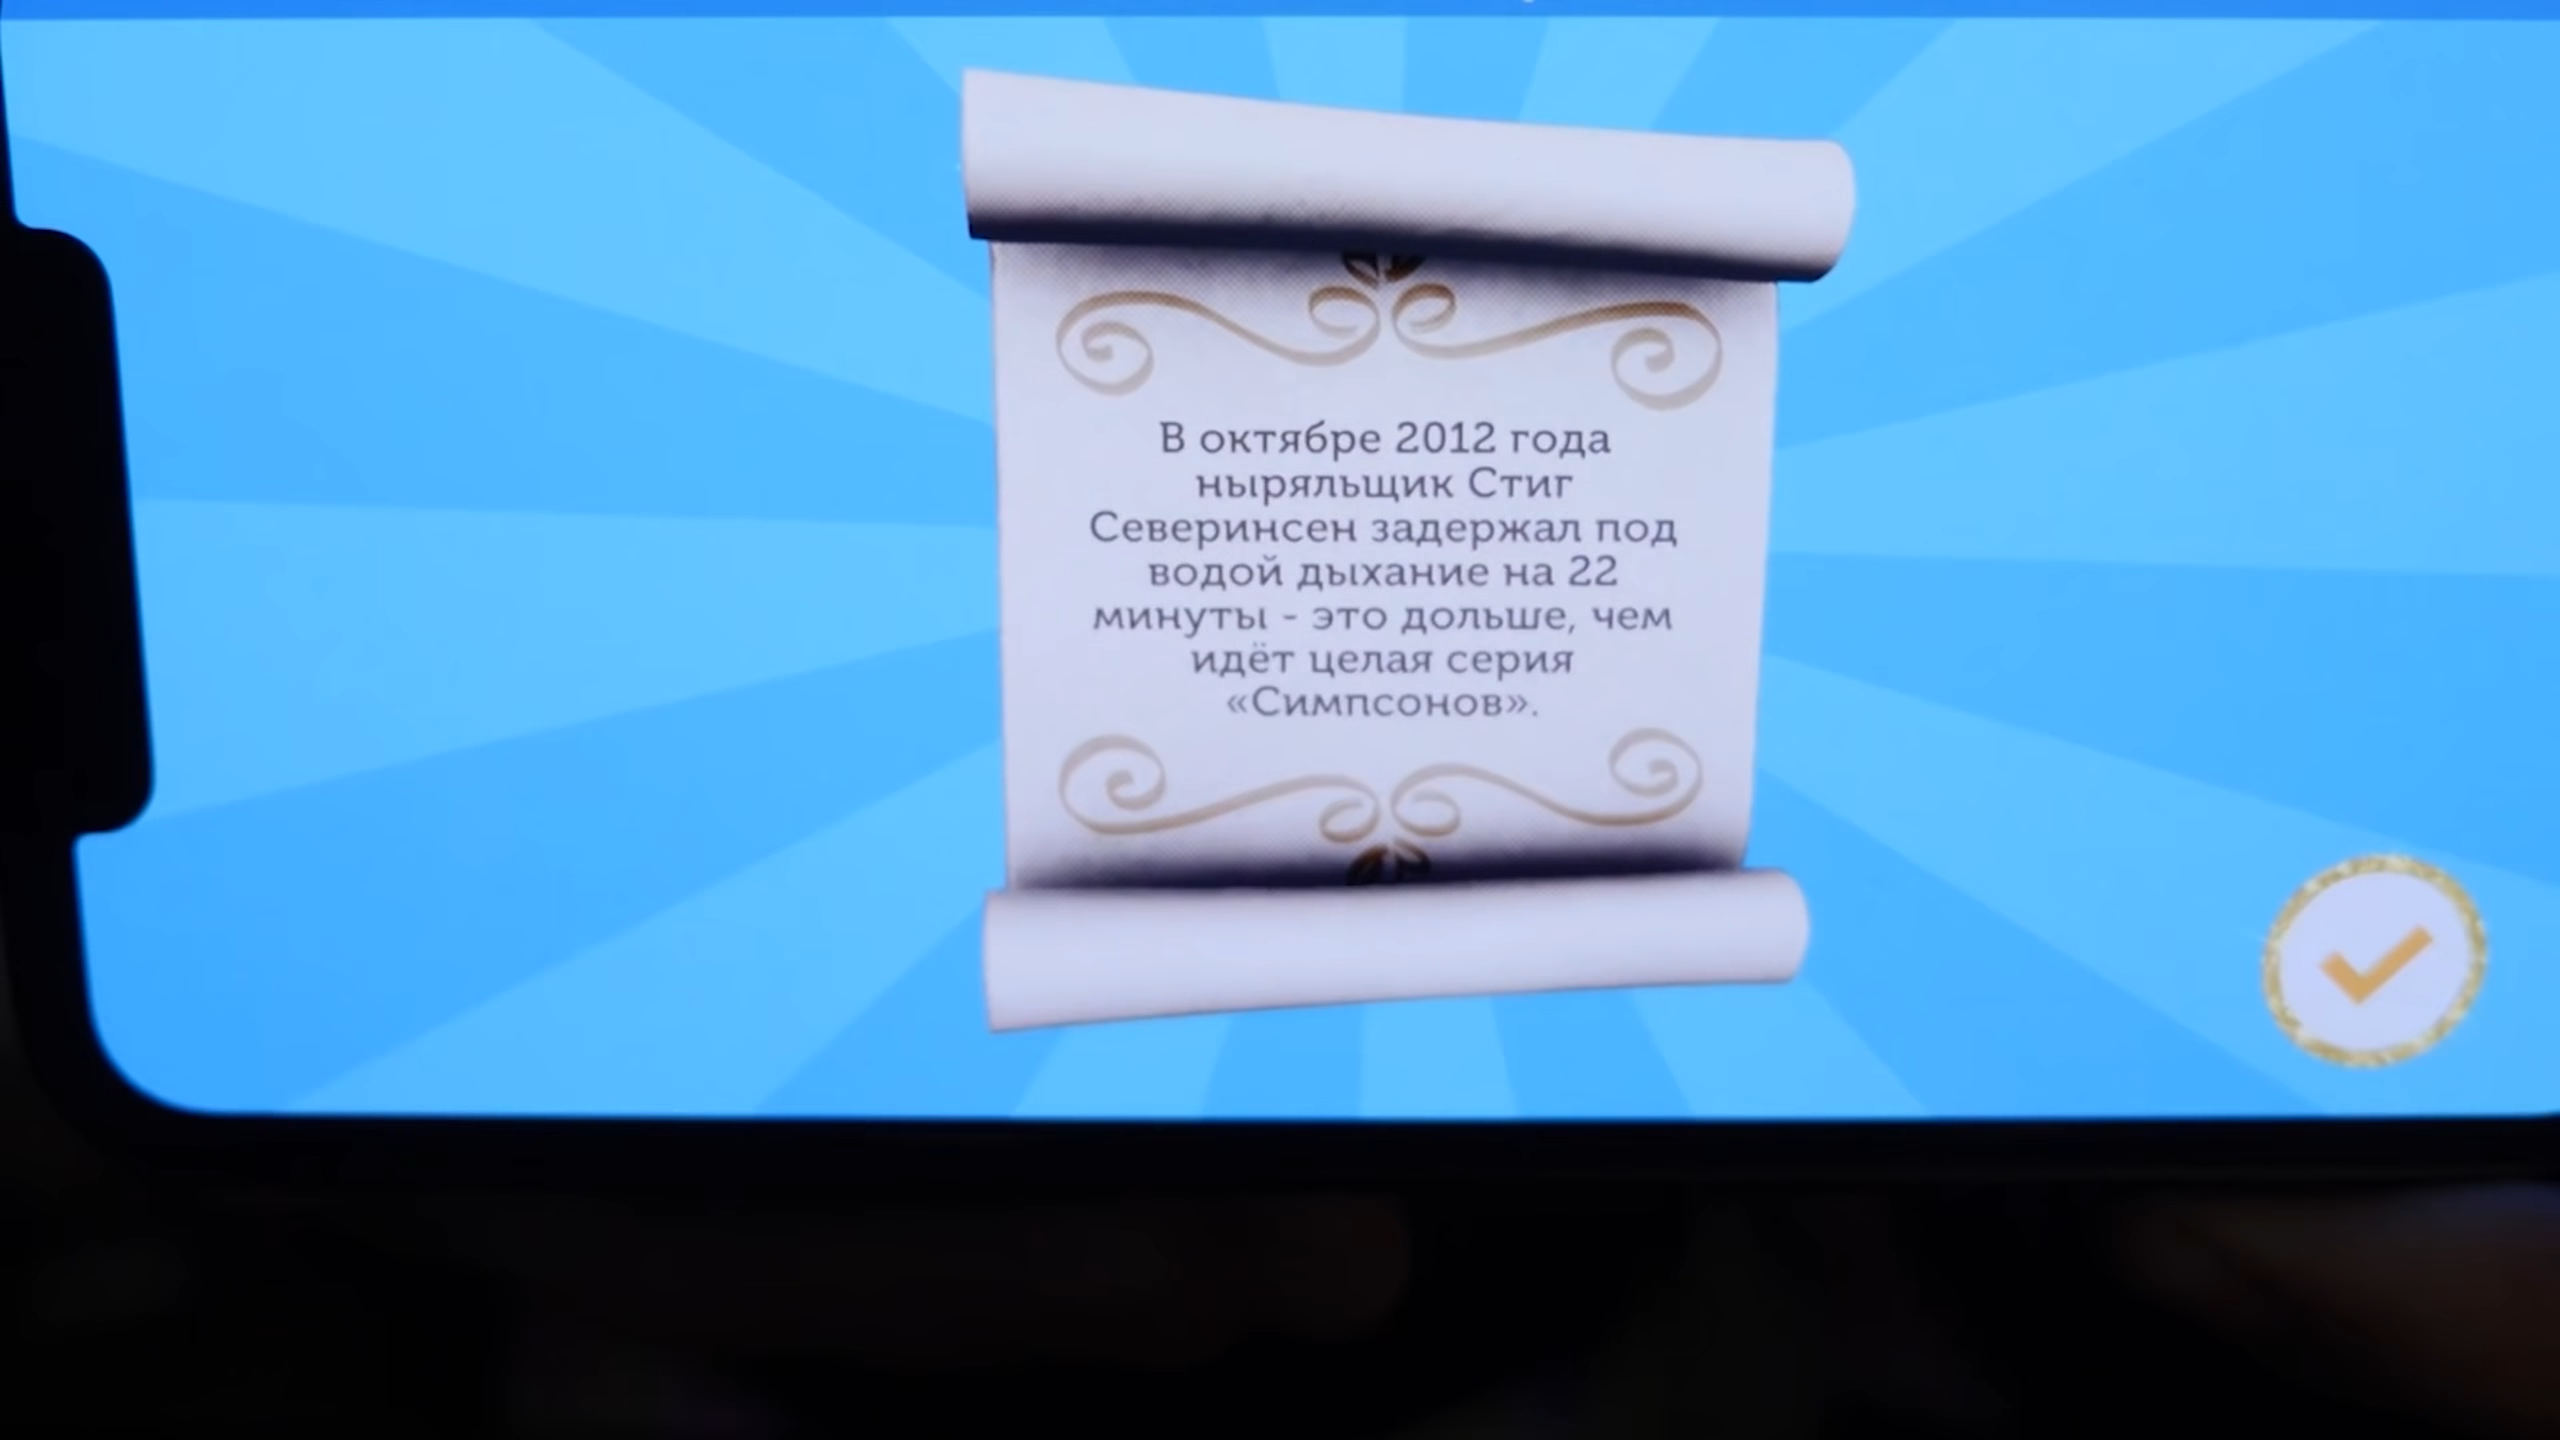 В октябре 2012 года
ныряльщик Стиг
Северинсен задержал под
водой дыхание на 22
минуты - это дольше, чем
идёт целая серия
«Симпсонов».